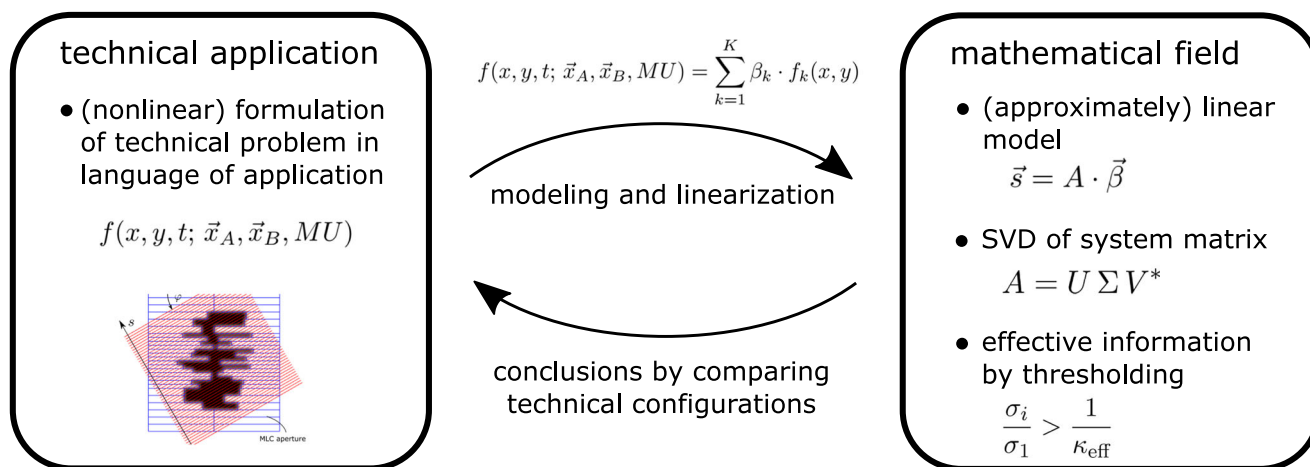 technical application
• (nonlinear) formulation
of technical problem in
language of application
f(x, y, t; x⃗_A, x⃗_B, MU)
φ
s
MLC aperture
f(x, y, t; x⃗_A, x⃗_B, MU) = ∑_{k=1}^{K} β_k · f_k(x, y)
modeling and linearization
conclusions by comparing
technical configurations
mathematical field
• (approximately) linear
model
s⃗ = A · β⃗
• SVD of system matrix
A = U Σ V*
• effective information
by thresholding
σ_i/σ_1 > 1/κ_eff